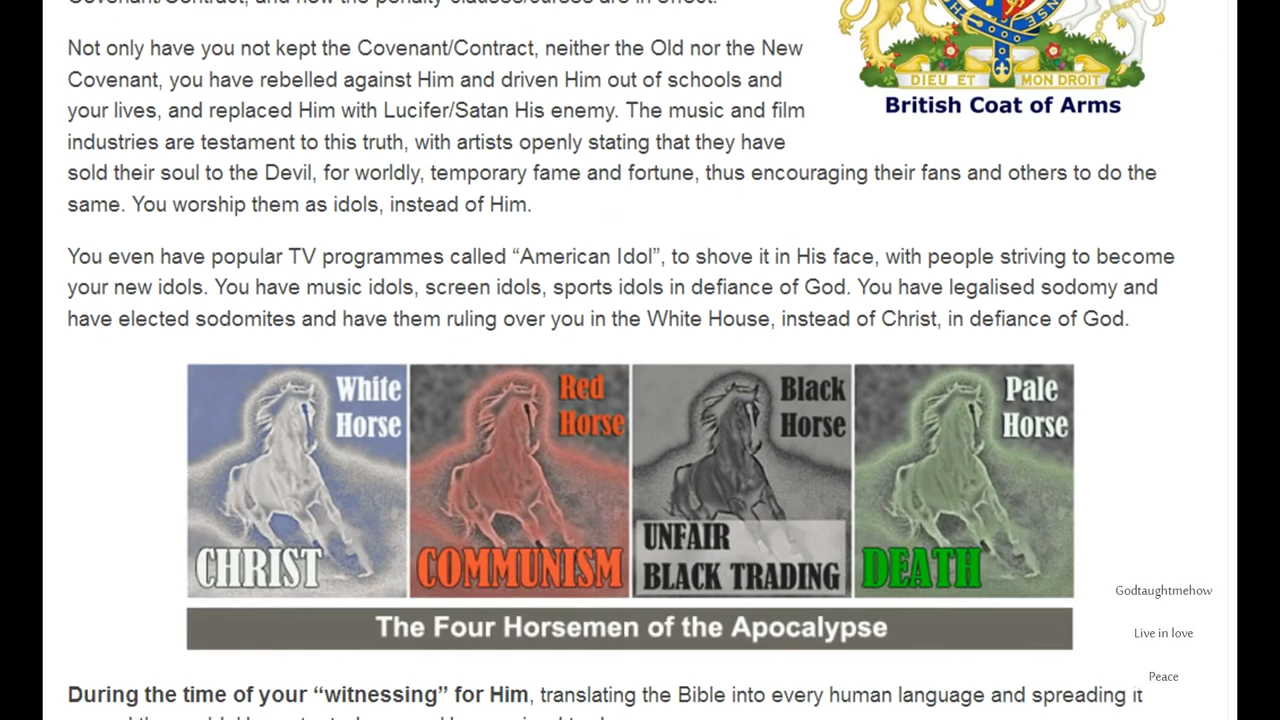 Not only have you not kept the Covenant/Contract, neither the Old nor the New
Covenant, you have rebelled against Him and driven Him out of schools and
your lives, and replaced Him with Lucifer/Satan His enemy. The music and film
industries are testament to this truth, with artists openly stating that they have
sold their soul to the Devil, for worldly, temporary fame and fortune, thus encouraging their fans and others to do the
same. You worship them as idols, instead of Him.
DIEU ET MON DROIT
British Coat of Arms
You even have popular TV programmes called “American Idol”, to shove it in His face, with people striving to become
your new idols. You have music idols, screen idols, sports idols in defiance of God. You have legalised sodomy and
have elected sodomites and have them ruling over you in the White House, instead of Christ, in defiance of God.
White
Horse
CHRIST
Red
Horse
COMMUNISM
Black
Horse
UNFAIR
BLACK TRADING
Pale
Horse
DEATH
The Four Horsemen of the Apocalypse
Godtaughtmehow
Live in love
Peace
During the time of your “witnessing” for Him, translating the Bible into every human language and spreading it